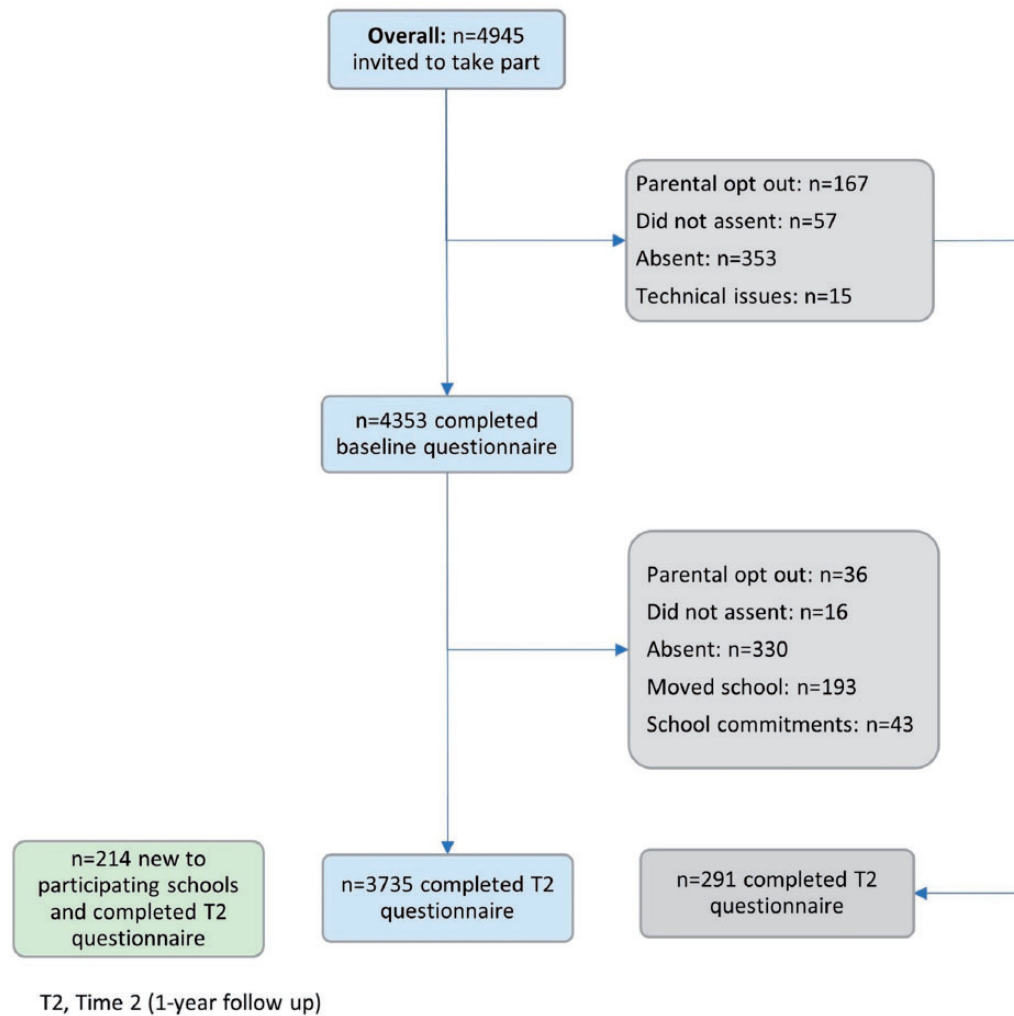 Overall: n=4945
invited to take part
Parental opt out: n=167
Did not assent: n=57
Absent: n=353
Technical issues: n=15
n=4353 completed
baseline questionnaire
Parental opt out: n=36
Did not assent: n=16
Absent: n=330
Moved school: n=193
School commitments: n=43
n=214 new to
participating schools
and completed T2
questionnaire
n=3735 completed T2
questionnaire
n=291 completed T2
questionnaire
T2, Time 2 (1-year follow up)